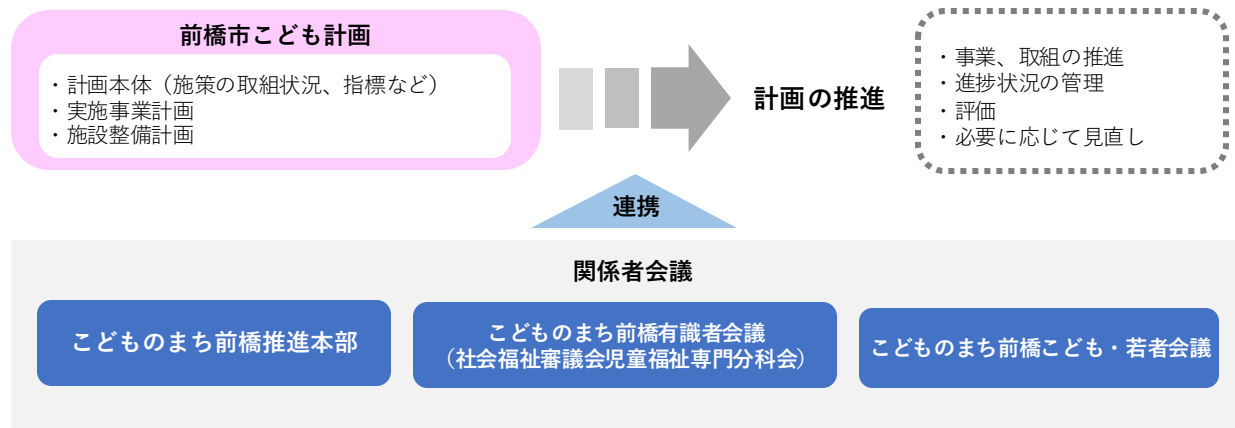 前橋市こども計画
・計画本体（施策の取組状況、指標など）
・実施事業計画
・施設整備計画
計画の推進
・事業、取組の推進
・進捗状況の管理
・評価
・必要に応じて見直し
連携
関係者会議
こどものまち前橋推進本部
こどものまち前橋有識者会議
（社会福祉審議会児童福祉専門分科会）
こどものまち前橋こども・若者会議